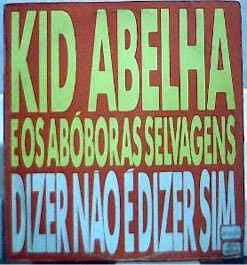 KID ABELHA
E OS ABÓBORAS SELVAGENS
DIZER NÃO É DIZER SIM